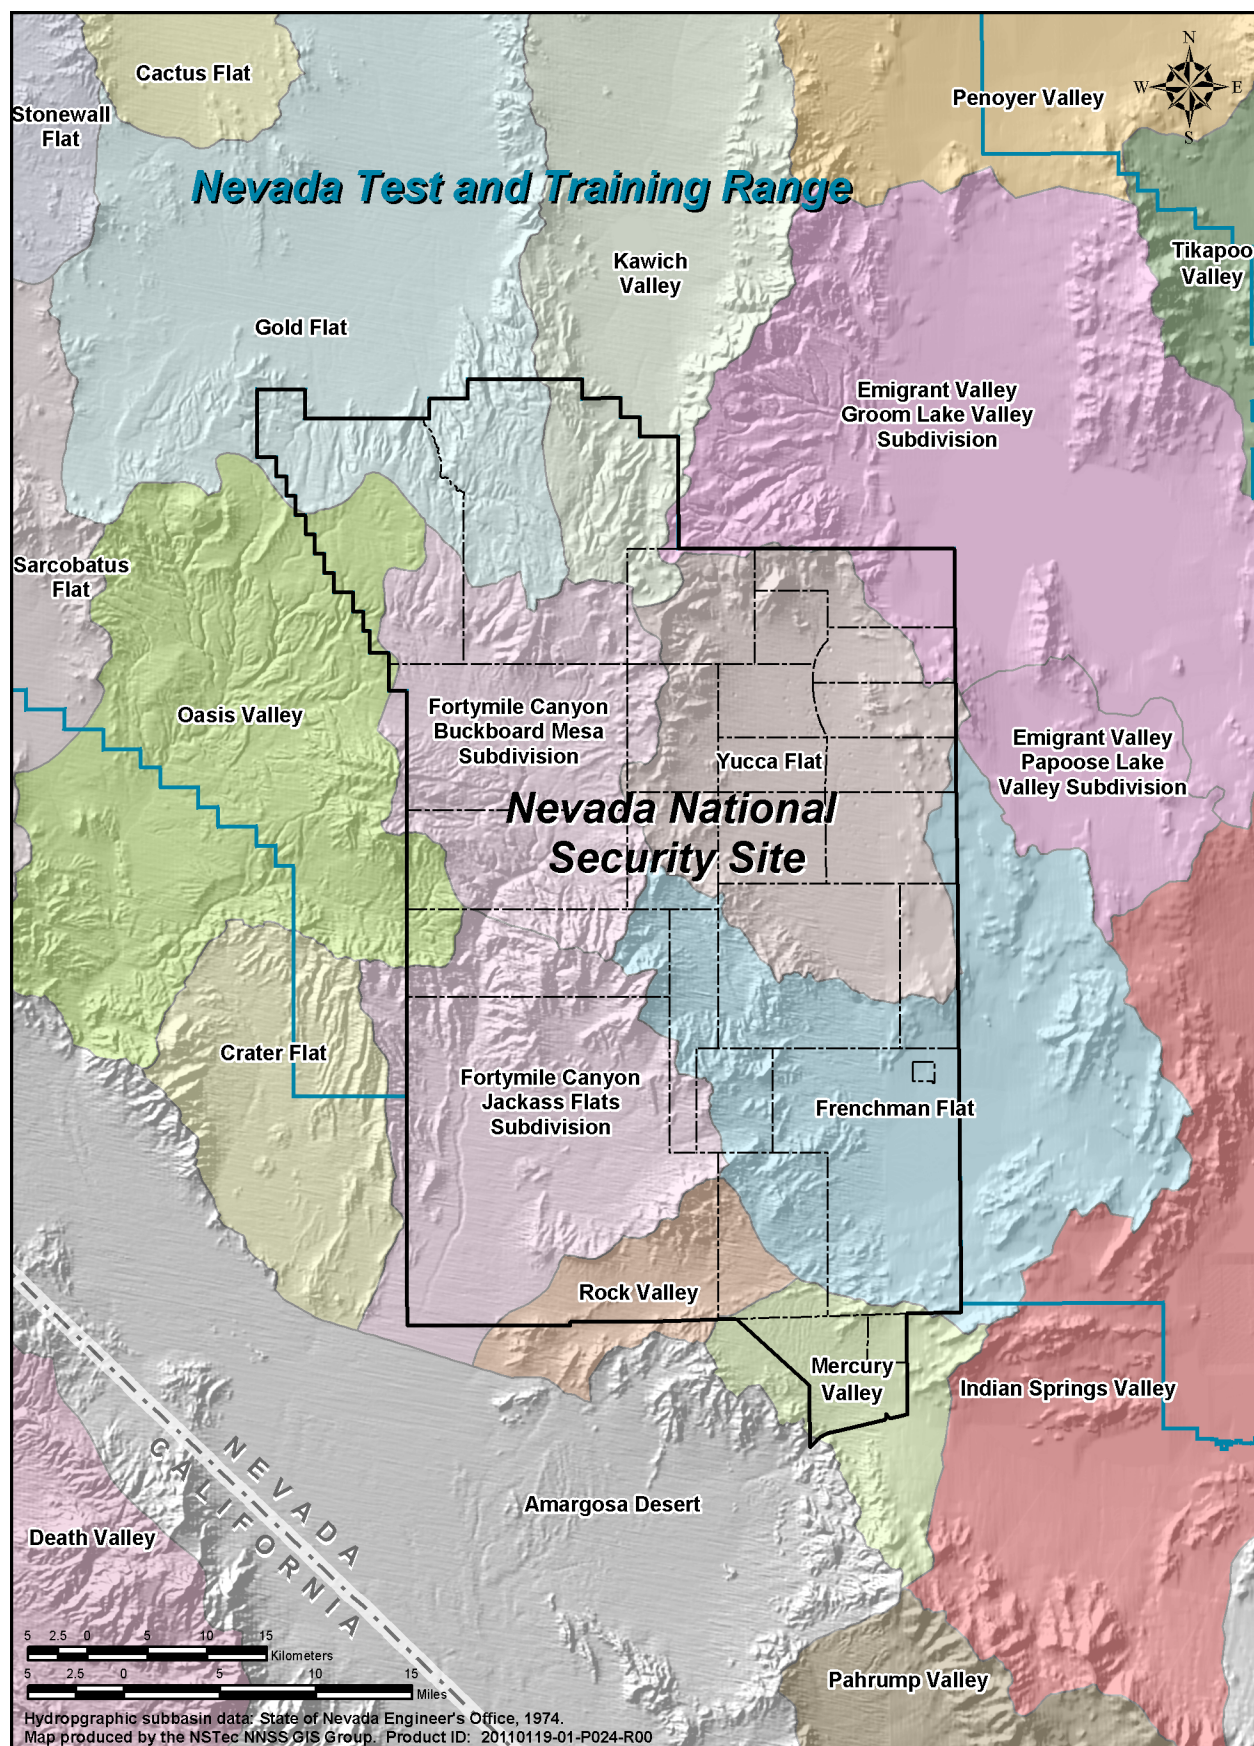 Cactus Flat
Stonewall
Flat
Penoyer Valley
N
W
E
S
Nevada Test and Training Range
Kawich
Valley
Tikapoo
Valley
Gold Flat
Emigrant Valley
Groom Lake Valley
Subdivision
Sarcobatus
Flat
Oasis Valley
Fortymile Canyon
Buckboard Mesa
Subdivision
Yucca Flat
Emigrant Valley
Papoose Lake
Valley Subdivision
Nevada National
Security Site
Crater Flat
Fortymile Canyon
Jackass Flats
Subdivision
Frenchman Flat
Rock Valley
Mercury
Valley
Indian Springs Valley
NEVADA
CALIFORNIA
Amargosa Desert
Death Valley
Pahrump Valley
5 2.5 0 5 10 15
Kilometers
5 2.5 0 5 10 15
Miles
Hydropgraphic subbasin data: State of Nevada Engineer's Office, 1974.
Map produced by the NSTec NNSS GIS Group. Product ID: 20110119-01-P024-R00